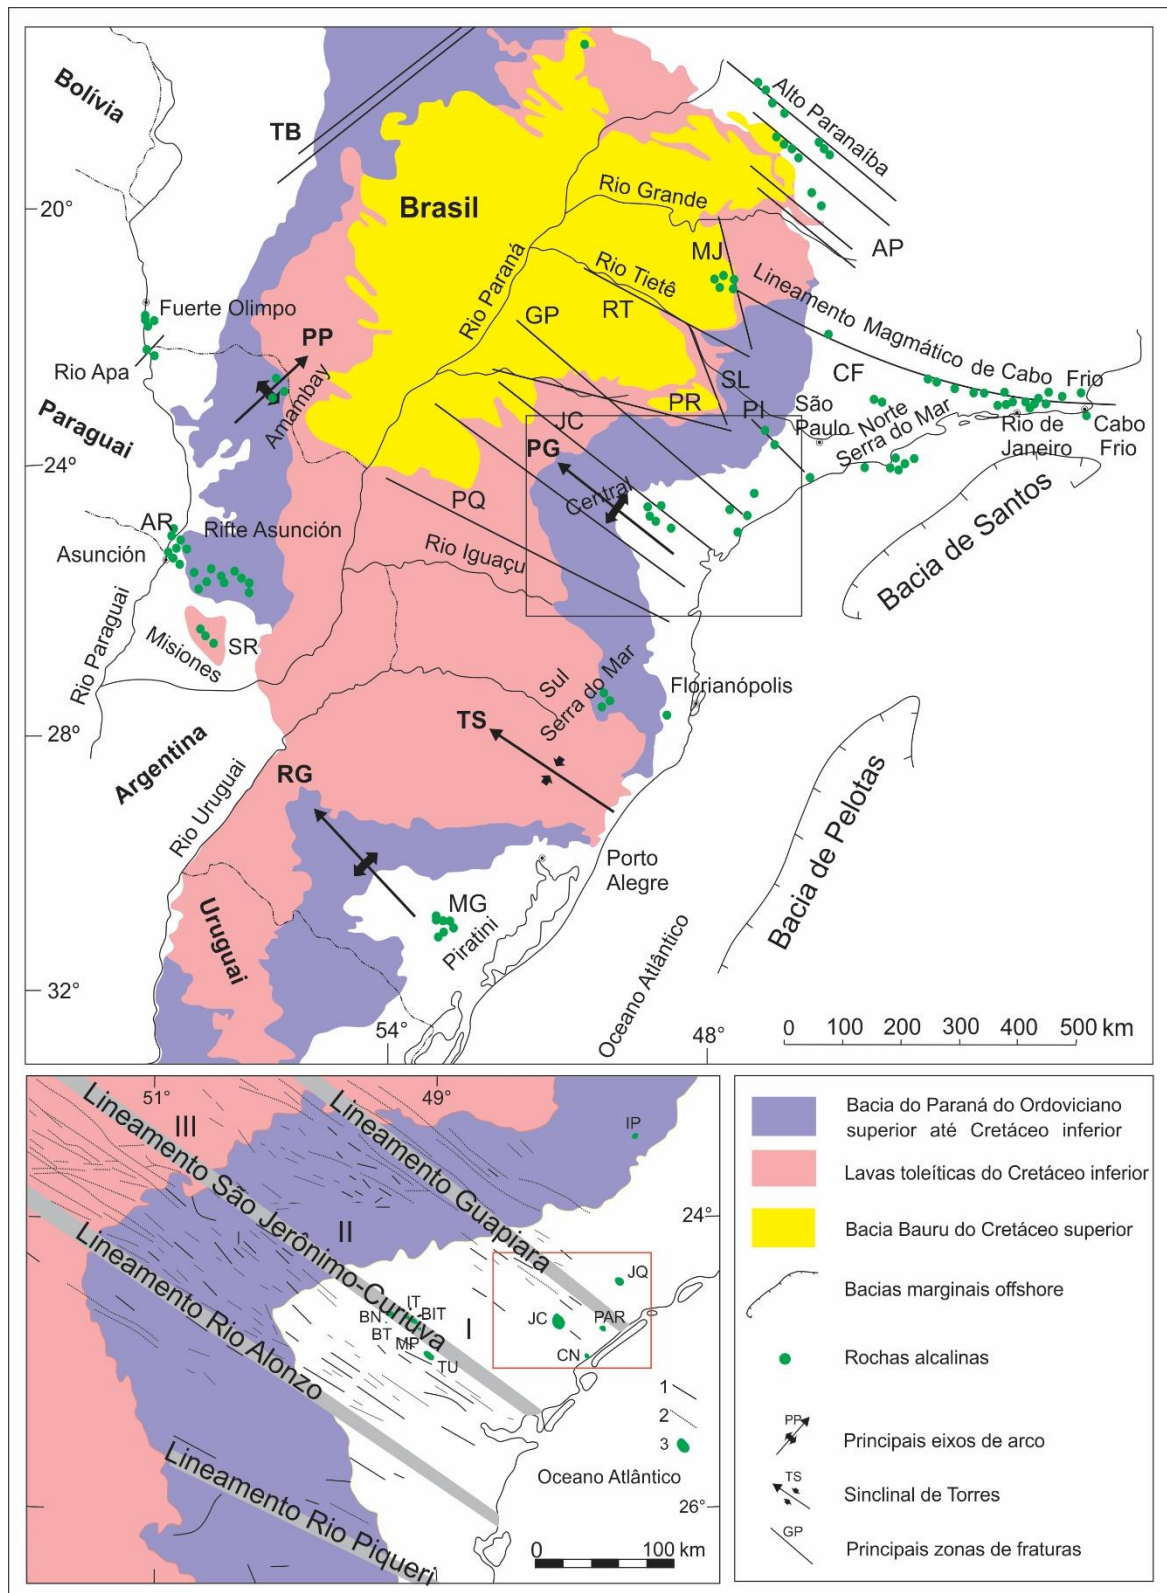 Bolívia
TB
Alto Paranaíba
20°
Brasil
Rio Grande
AP
MJ
Rio Tietê
Rio Paraná
Lineamento Magmático de Cabo Frio
Fuerte Olimpo
GP
RT
PP
Rio Apa
Amambay
SL
CF
PR
PI
São
Paulo
Norte
Serra do Mar
Rio de
Janeiro
Cabo
Frio
Paraguai
JC
PG
24°
Central
PQ
Bacia de Santos
AR
Rifte Asunción
Asunción
Rio Iguaçu
Rio Paraguai
Misiones
SR
Sul
Serra do Mar
Florianópolis
28º
TS
Argentina
RG
Rio Uruguai
Bacia de Pelotas
Porto
Alegre
MG
Piratini
Uruguai
Oceano Atlântico
32°
54°
48°
0 100 200 300 400 500 km
51°
49°
III
IP
Lineamento Guapiara
Lineamento São Jerônimo-Curitiva
24°
II
JQ
IT
BN
BIT
I
JC
PAR
BT
MP
TU
CN
Lineamento Rio Alonzo
1
2
3
Oceano Atlântico
26°
Lineamento Rio Piqueri
0 100 km
Bacia do Paraná do Ordoviciano
superior até Cretáceo inferior
Lavas toleíticas do Cretáceo inferior
Bacia Bauru do Cretáceo superior
Bacias marginais offshore
Rochas alcalinas
PP
Principais eixos de arco
TS
Sinclinal de Torres
GP
Principais zonas de fraturas